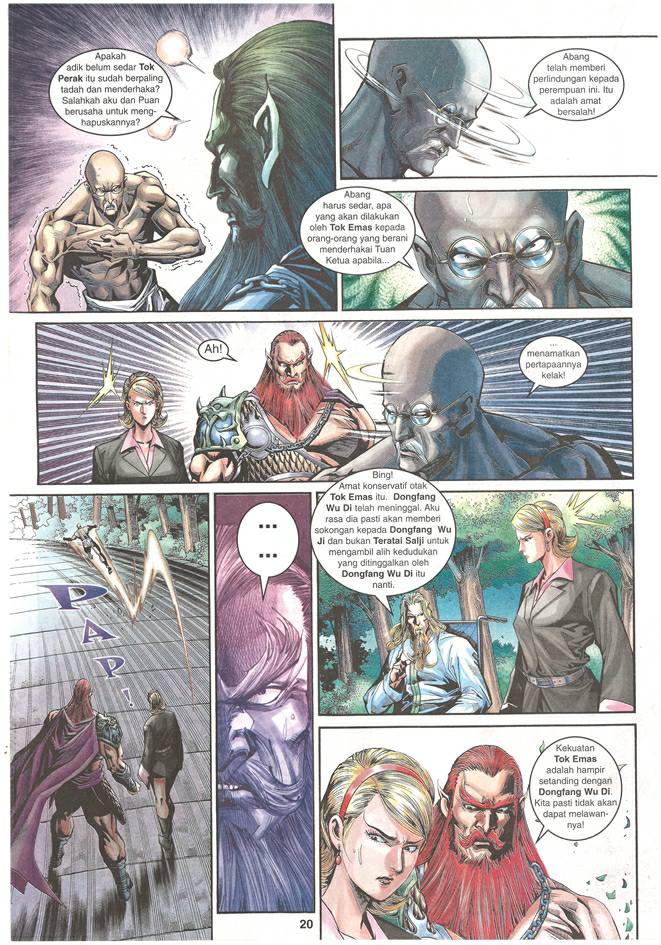 Apakah
adik belum sedar Tok
Perak itu sudah berpaling
tadah dan menderhaka?
Salahkah aku dan Puan
berusaha untuk meng-
hapuskannya?
Abang
telah memberi
perlindungan kepada
perempuan ini. Itu
adalah amat
bersalah!
Abang
harus sedar, apa
yang akan dilakukan
oleh Tok Emas kepada
orang-orang yang berani
menderhakai Tuan
Ketua apabila...
Ah!
...
menamatkan
pertapaannya
kelak!
PAP!
...
...
Bing!
Amat konservatif otak
Tok Emas itu. Dongfang
Wu Di telah meninggal. Aku
rasa dia pasti akan memberi
sokongan kepada Dongfang Wu
Ji dan bukan Teratai Salji untuk
mengambil alih kedudukan
yang ditinggalkan oleh
Dongfang Wu Di itu
nanti.
Kekuatan
Tok Emas
adalah hampir
setanding dengan
Dongfang Wu Di.
Kita pasti tidak akan
dapat melawan-
nya!
20